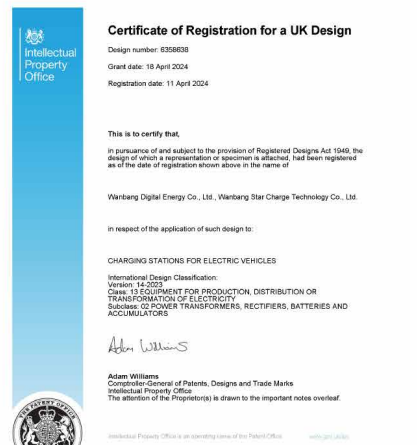 Intellectual
Property
Office
Certificate of Registration for a UK Design
Design number: 6358638
Grant date: 18 April 2024
Registration date: 11 April 2024
This is to certify that,
in pursuance of and subject to the provision of Registered Designs Act 1949, the
design of which a representation or specimen is attached, had been registered
as of the date of registration shown above in the name of
Wanbang Digital Energy Co., Ltd., Wanbang Star Charge Technology Co., Ltd.
in respect of the application of such design to:
CHARGING STATIONS FOR ELECTRIC VEHICLES
International Design Classification:
Version: 14-2023
Class: 13 EQUIPMENT FOR PRODUCTION, DISTRIBUTION OR
TRANSFORMATION OF ELECTRICITY
Subclass: 02 POWER TRANSFORMERS, RECTIFIERS, BATTERIES AND
ACCUMULATORS
Adam Williams
Adam Williams
Comptroller-General of Patents, Designs and Trade Marks
Intellectual Property Office
The attention of the Proprietor(s) is drawn to the important notes overleaf.
Intellectual Property Office is an operating name of the Patent Office
www.gov.uk/ipo
THE PATENT OFFICE